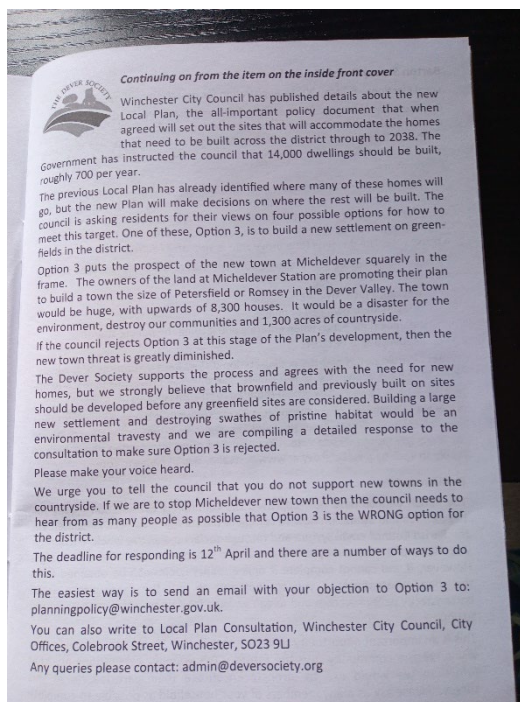 THE DEVER SOCIETY
Continuing on from the item on the inside front cover
Winchester City Council has published details about the new
Local Plan, the all-important policy document that when
agreed will set out the sites that will accommodate the homes
that need to be built across the district through to 2038. The
Government has instructed the council that 14,000 dwellings should be built,
roughly 700 per year.
The previous Local Plan has already identified where many of these homes will
go, but the new Plan will make decisions on where the rest will be built. The
council is asking residents for their views on four possible options for how to
meet this target. One of these, Option 3, is to build a new settlement on green-
fields in the district.
Option 3 puts the prospect of the new town at Micheldever squarely in the
frame. The owners of the land at Micheldever Station are promoting their plan
to build a town the size of Petersfield or Romsey in the Dever Valley. The town
would be huge, with upwards of 8,300 houses. It would be a disaster for the
environment, destroy our communities and 1,300 acres of countryside.
If the council rejects Option 3 at this stage of the Plan's development, then the
new town threat is greatly diminished.
The Dever Society supports the process and agrees with the need for new
homes, but we strongly believe that brownfield and previously built on sites
should be developed before any greenfield sites are considered. Building a large
new settlement and destroying swathes of pristine habitat would be an
environmental travesty and we are compiling a detailed response to the
consultation to make sure Option 3 is rejected.
Please make your voice heard.
We urge you to tell the council that you do not support new towns in the
countryside. If we are to stop Micheldever new town then the council needs to
hear from as many people as possible that Option 3 is the WRONG option for
the district.
The deadline for responding is 12th April and there are a number of ways to do
this.
The easiest way is to send an email with your objection to Option 3 to:
planningpolicy@winchester.gov.uk.
You can also write to Local Plan Consultation, Winchester City Council, City
Offices, Colebrook Street, Winchester, SO23 9LJ
Any queries please contact: admin@deversociety.org